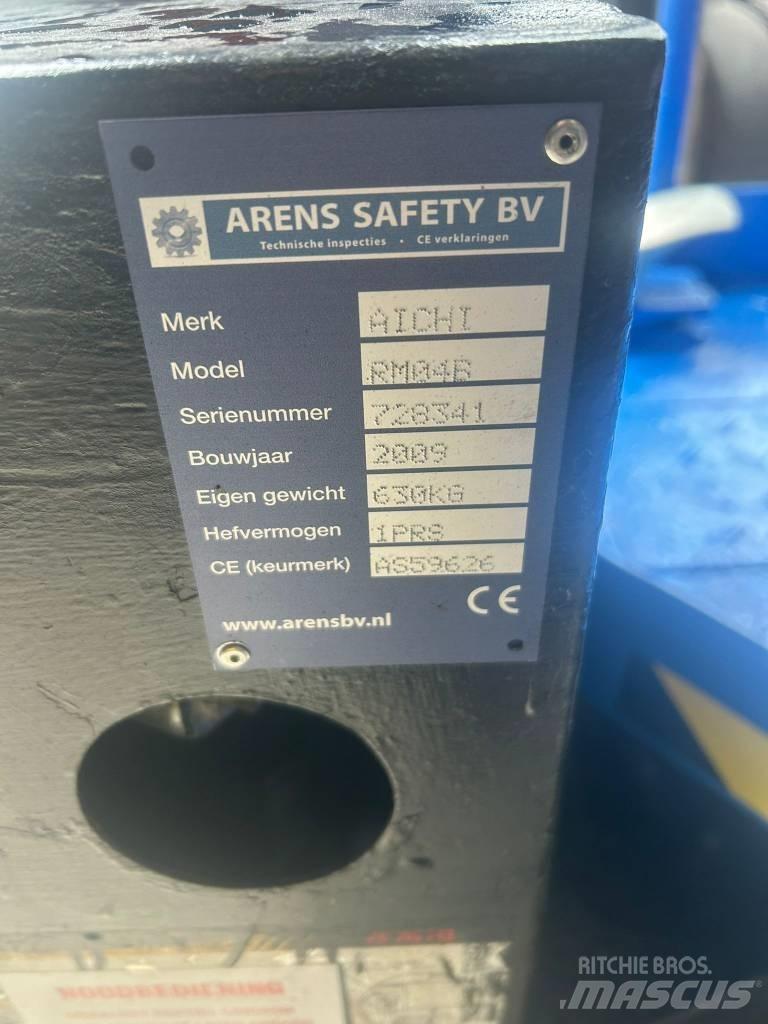 ARENS SAFETY BV
Technische inspecties • CE verklaringen
Merk AICHI
Model RM04B
Serienummer 728341
Bouwjaar 2009
Eigen gewicht 630KG
Hefvermogen 1PRS
CE (keurmerk) AS59626
CE
www.arensbv.nl
NOODBEDIENING
RITCHIE BROS.
MASCUS